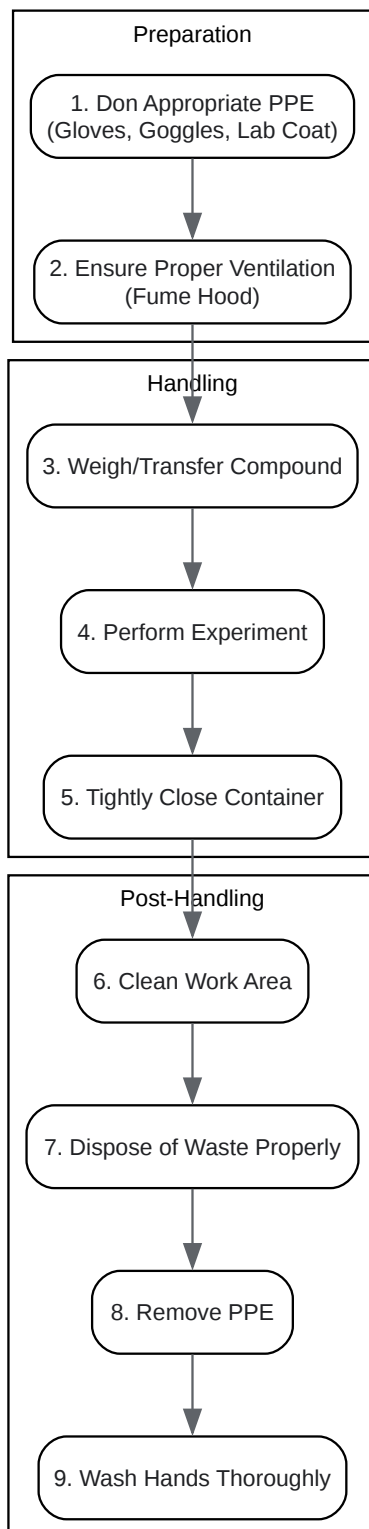 Preparation
1. Don Appropriate PPE
(Gloves, Goggles, Lab Coat)
2. Ensure Proper Ventilation
(Fume Hood)
Handling
3. Weigh/Transfer Compound
4. Perform Experiment
5. Tightly Close Container
Post-Handling
6. Clean Work Area
7. Dispose of Waste Properly
8. Remove PPE
9. Wash Hands Thoroughly